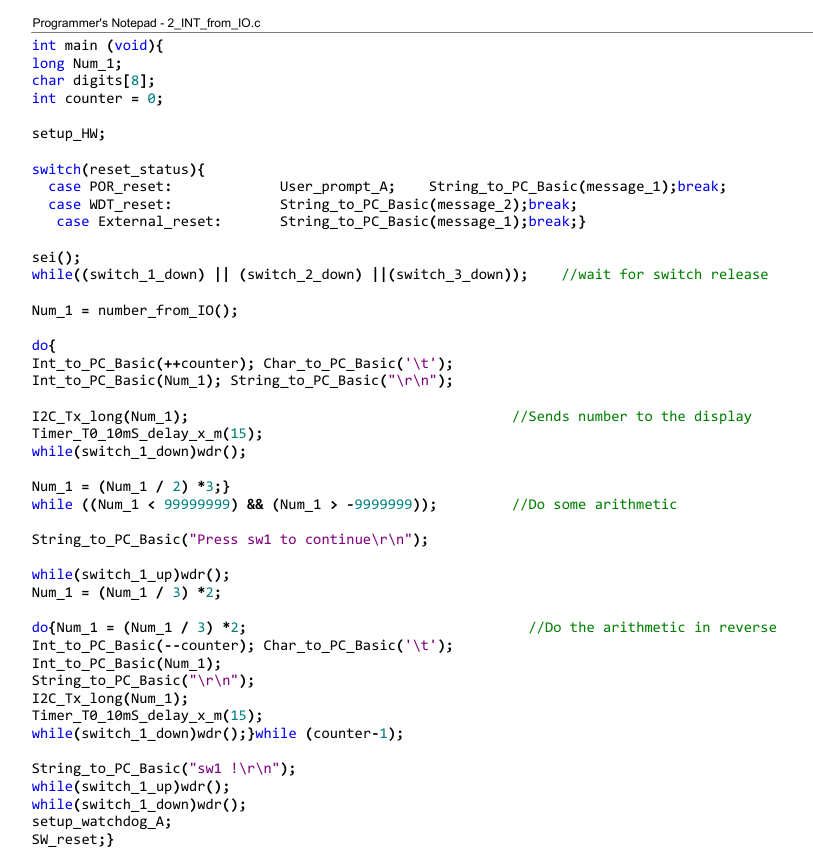 Programmer's Notepad - 2_INT_from_IO.c
int main (void){
long Num_1;
char digits[8];
int counter = 0;
setup_HW;
switch(reset_status){
case POR_reset: User_prompt_A; String_to_PC_Basic(message_1);break;
case WDT_reset: String_to_PC_Basic(message_2);break;
case External_reset: String_to_PC_Basic(message_1);break;}
sei();
while((switch_1_down) || (switch_2_down) ||(switch_3_down)); //wait for switch release
Num_1 = number_from_IO();
do{
Int_to_PC_Basic(++counter); Char_to_PC_Basic('\t');
Int_to_PC_Basic(Num_1); String_to_PC_Basic("\r\n");
I2C_Tx_long(Num_1); //Sends number to the display
Timer_T0_10mS_delay_x_m(15);
while(switch_1_down)wdr();
Num_1 = (Num_1 / 2) *3;}
while ((Num_1 < 99999999) && (Num_1 > -9999999)); //Do some arithmetic
String_to_PC_Basic("Press sw1 to continue\r\n");
while(switch_1_up)wdr();
Num_1 = (Num_1 / 3) *2;
do{Num_1 = (Num_1 / 3) *2; //Do the arithmetic in reverse
Int_to_PC_Basic(--counter); Char_to_PC_Basic('\t');
Int_to_PC_Basic(Num_1);
String_to_PC_Basic("\r\n");
I2C_Tx_long(Num_1);
Timer_T0_10mS_delay_x_m(15);
while(switch_1_down)wdr();}while (counter-1);
String_to_PC_Basic("sw1 !\r\n");
while(switch_1_up)wdr();
while(switch_1_down)wdr();
setup_watchdog_A;
SW_reset;}